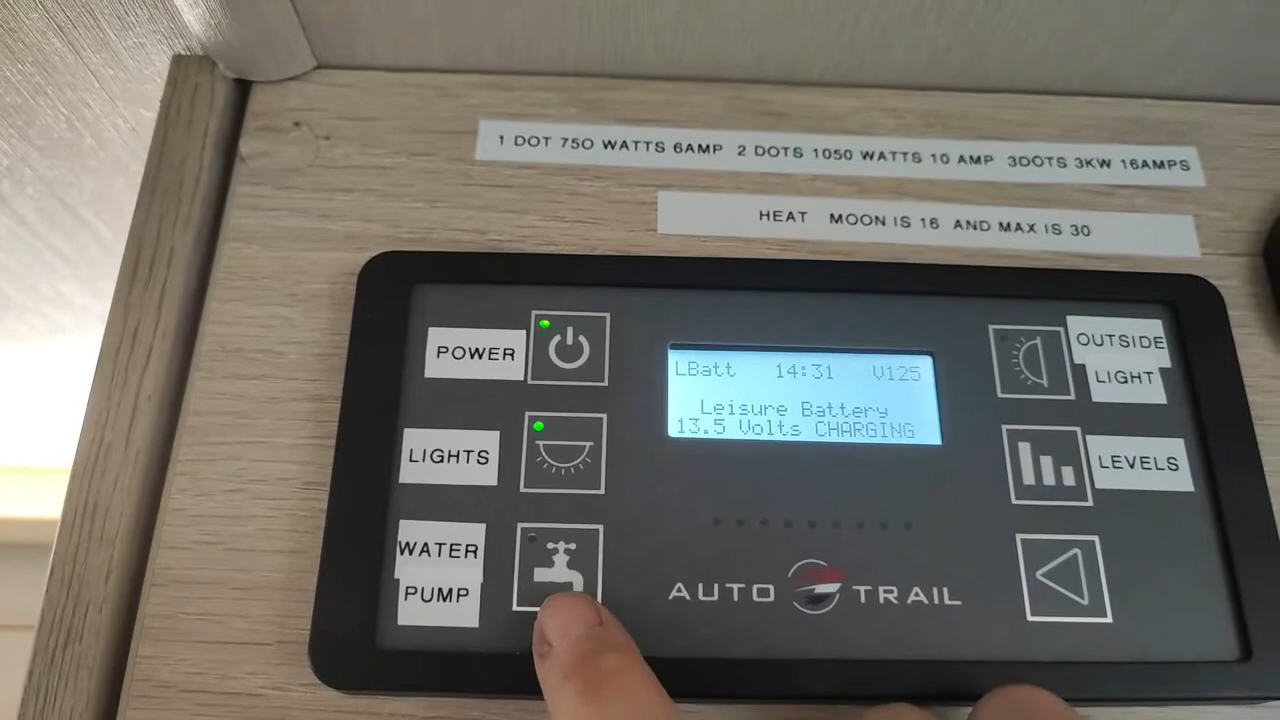 1 DOT 750 WATTS 6AMP 2 DOTS 1050 WATTS 10 AMP 3DOTS 3KW 16AMPS
HEAT MOON IS 16 AND MAX IS 30
POWER
LIGHTS
WATER
PUMP
LBatt 14:31 V125
Leisure Battery
13.5 Volts CHARGING
AUTO TRAIL
OUTSIDE
LIGHT
LEVELS